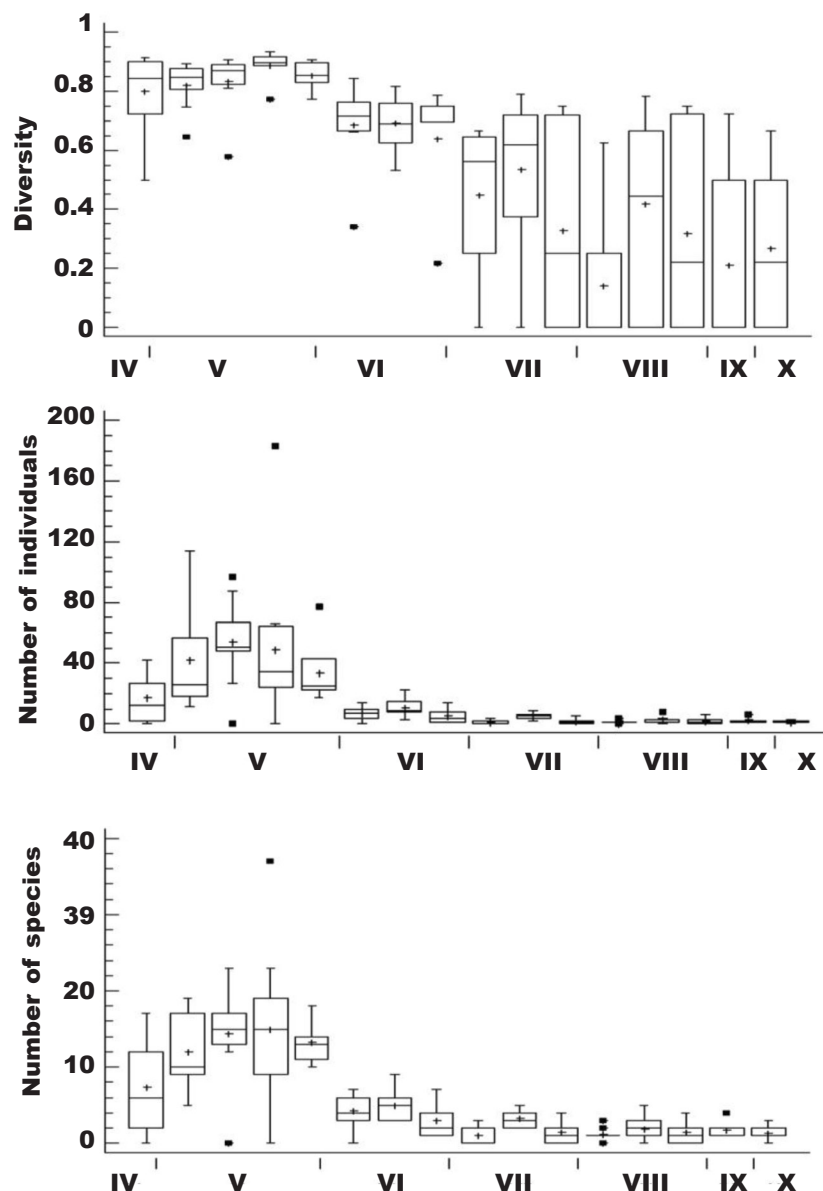 Diversity
1
0.8
0.6
0.4
0.2
0
IV V VI VII VIII IX X
Number of individuals
200
160
120
80
40
0
IV V VI VII VIII IX X
Number of species
40
39
20
10
0
IV V VI VII VIII IX X